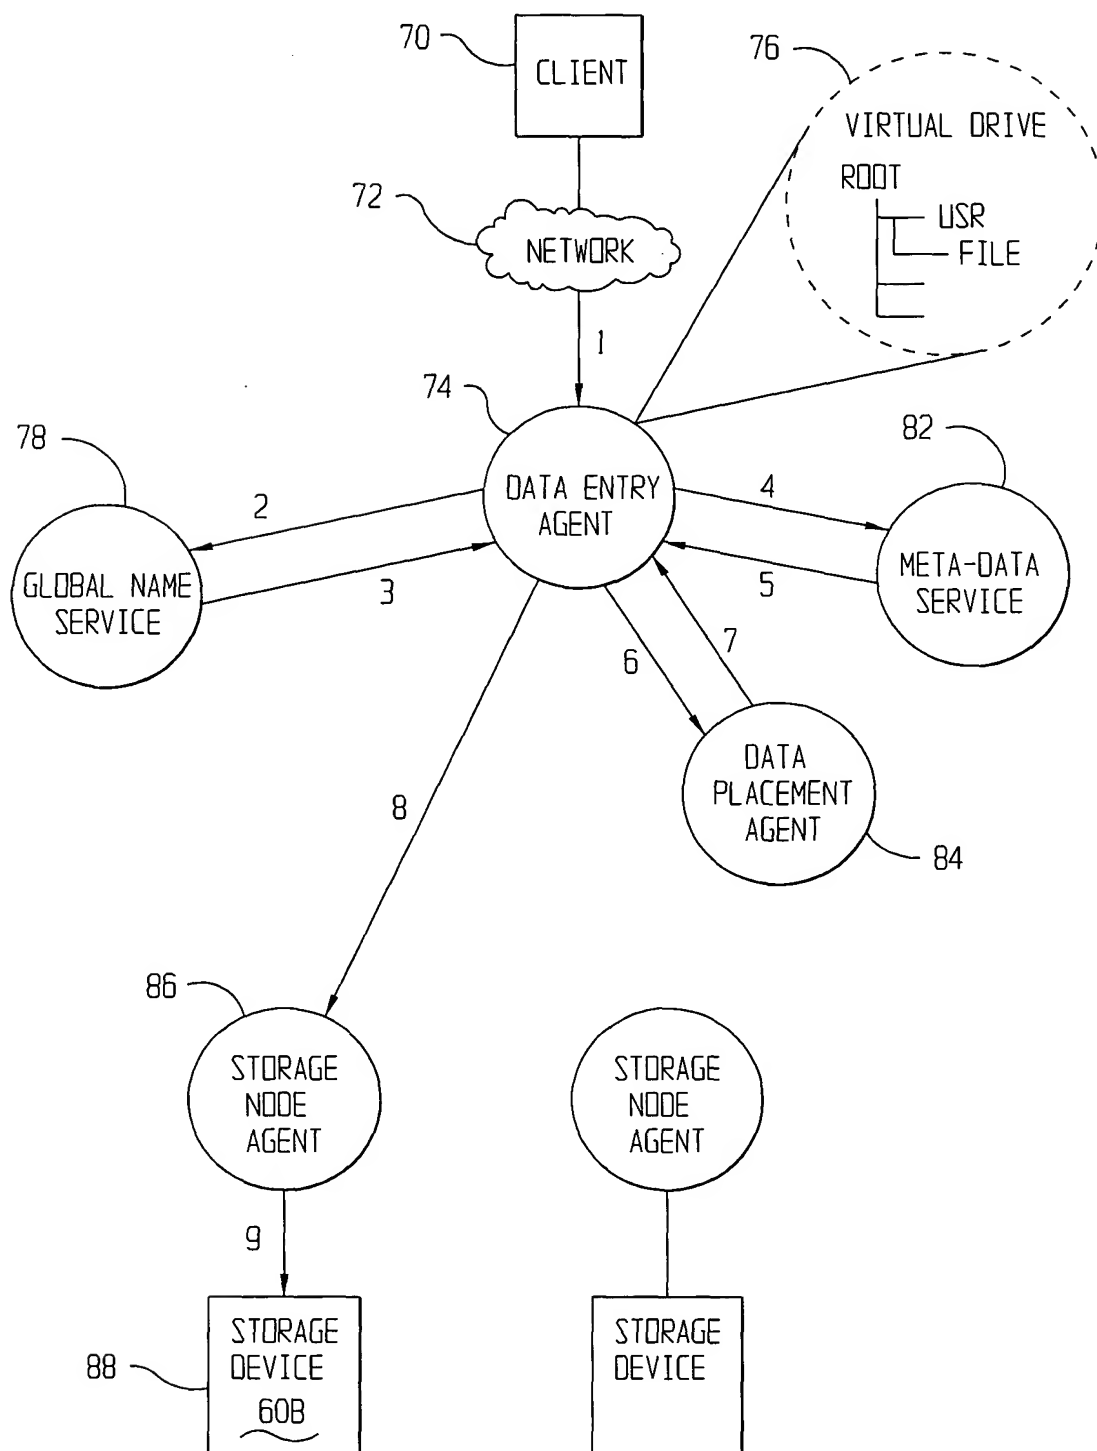 70
CLIENT
76
VIRTUAL DRIVE
ROOT
USR
FILE
72
NETWORK
1
74
DATA ENTRY
AGENT
78
GLOBAL NAME
SERVICE
2
3
82
META-DATA
SERVICE
4
5
6
7
DATA
PLACEMENT
AGENT
84
8
86
STORAGE
NODE
AGENT
STORAGE
NODE
AGENT
9
88
STORAGE
DEVICE
60B
STORAGE
DEVICE